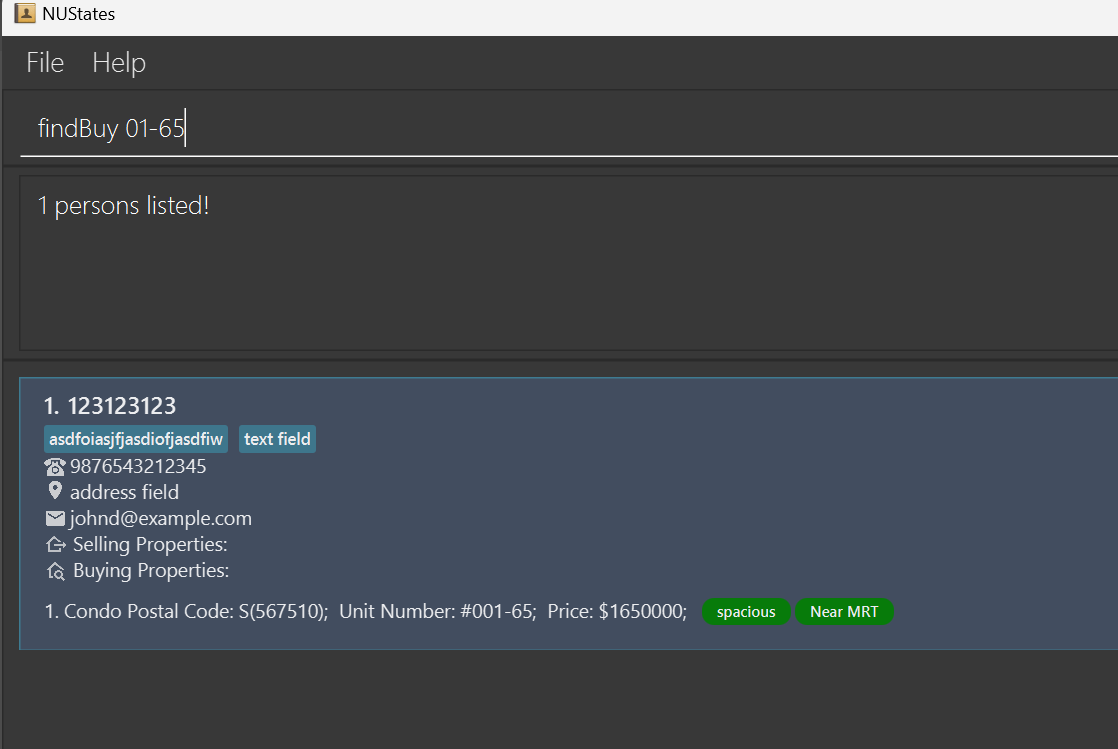 NUStates
File Help
findBuy 01-65
1 persons listed!
1. 123123123
asdfoiasjfjasdiofjasdfiw text field
9876543212345
address field
johnd@example.com
Selling Properties:
Buying Properties:
1. Condo Postal Code: S(567510); Unit Number: #001-65; Price: $1650000; spacious Near MRT